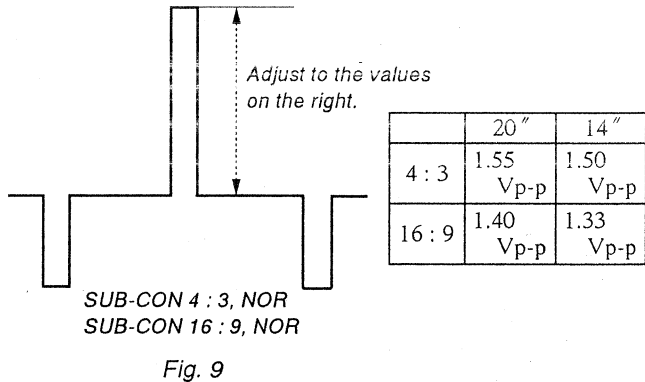 Adjust to the values
on the right.
20″ 14″
4 : 3 1.55 Vp-p 1.50 Vp-p
16 : 9 1.40 Vp-p 1.33 Vp-p
SUB-CON 4 : 3, NOR
SUB-CON 16 : 9, NOR
Fig. 9